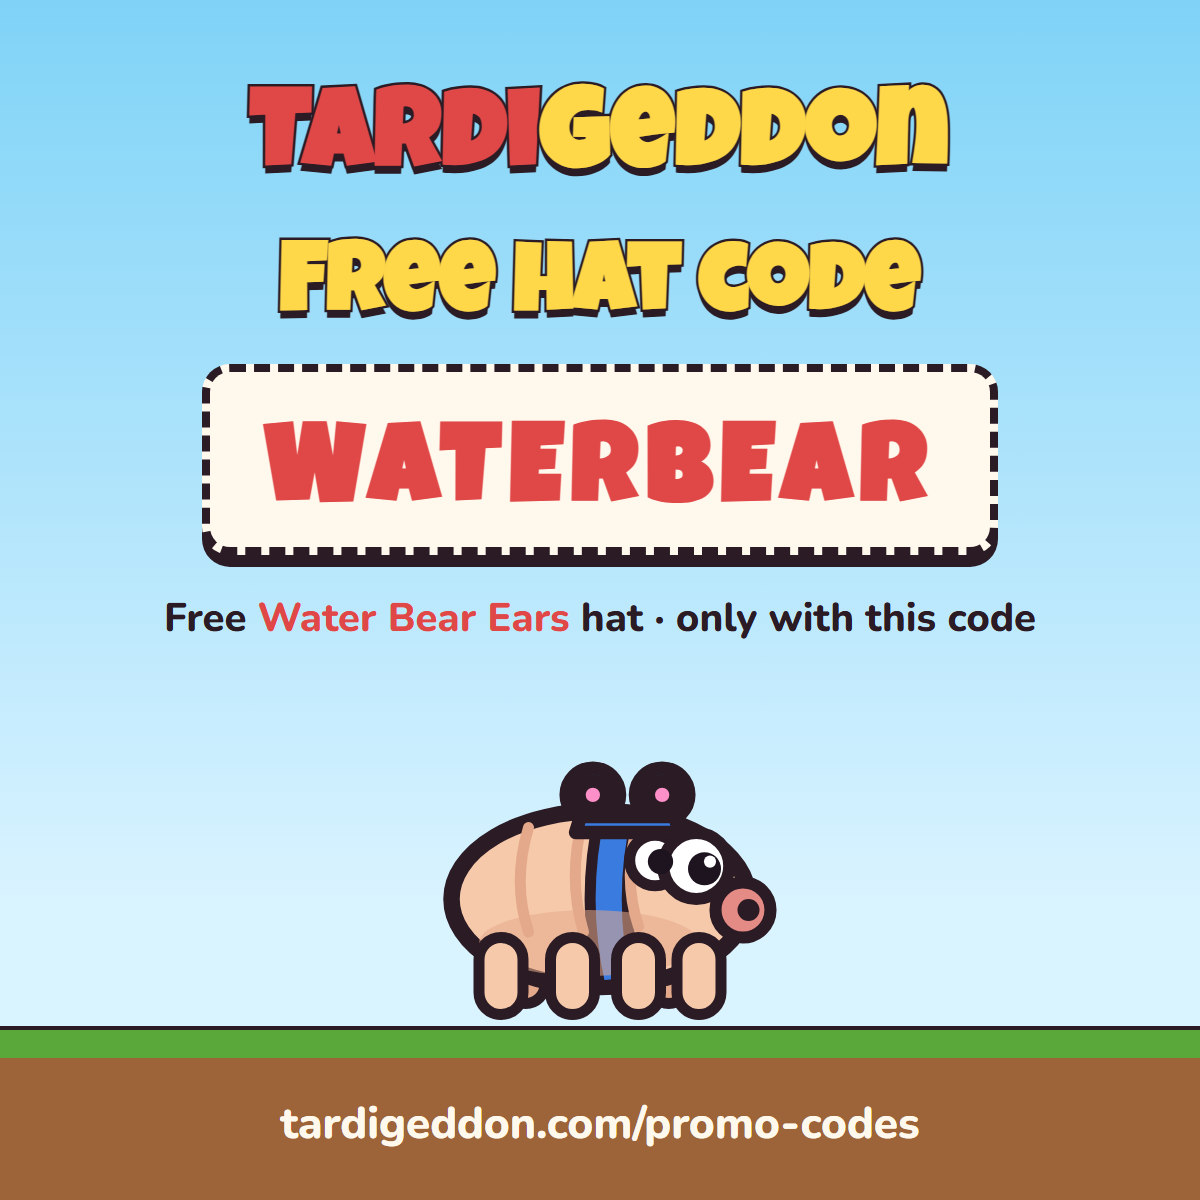 TARDIGeDDon
Free HAT CODe
WATERBEAR
Free Water Bear Ears hat · only with this code
tardigeddon.com/promo-codes